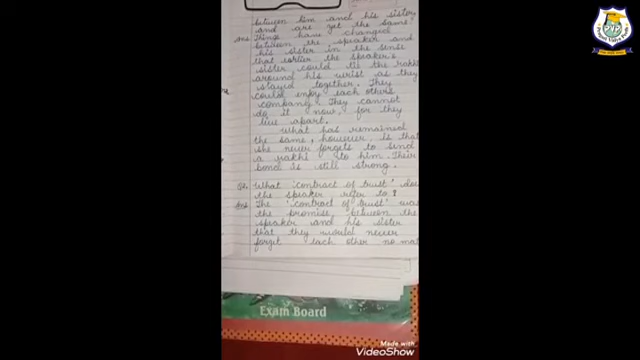 between him and his sister
and are yet the same.
Ans Things have changed
between the speaker and
his sister in the sense
that earlier the speaker's
sister could tie the rakhi
around his wrist as they
stayed together. They
could enjoy each others
company. They cannot
do it now for they
live apart.
What has remained
the same, however is that
she never forgets to send
a rakhi to him. Their
bond is still strong.
What 'contract of trust' does
the speaker refer to?
Ans The 'contract of trust' was
the promise, between the
speaker and his sister
that they would never
forget each other no mat
Exam Board
Made with
VideoShow